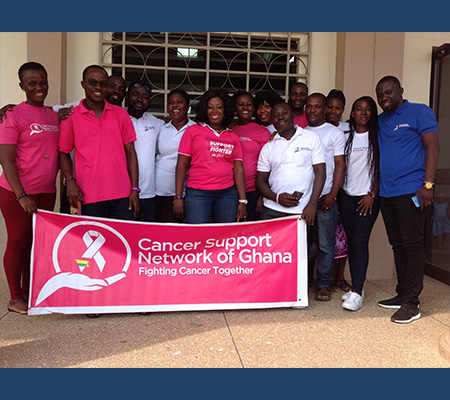 support
FIGHTER
Cancer Support
Network of Ghana
Fighting Cancer Together